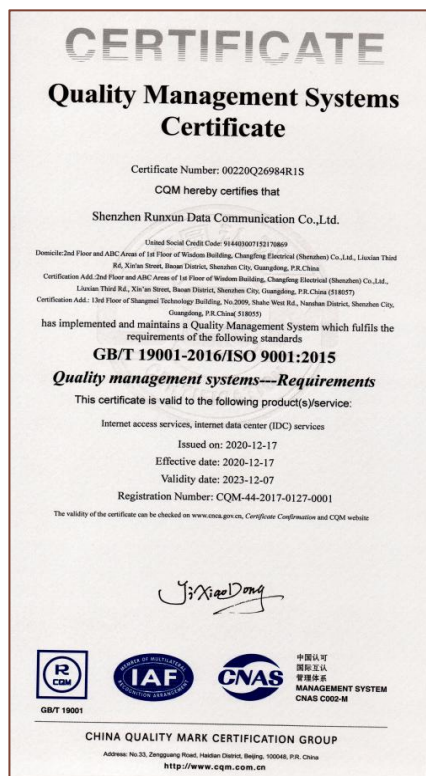 CERTIFICATE
Quality Management Systems
Certificate
Certificate Number: 00220Q26984R1S
CQM hereby certifies that
Shenzhen Runxun Data Communication Co.,Ltd.
United Social Credit Code: 914403007152170869
Domicile:2nd Floor and ABC Areas of 1st Floor of Wisdom Building, Changfeng Electrical (Shenzhen) Co.,Ltd., Liuxian Third
Rd, Xin'an Street, Baoan District, Shenzhen City, Guangdong, P.R.China
Certification Add.:2nd Floor and ABC Areas of 1st Floor of Wisdom Building, Changfeng Electrical (Shenzhen) Co.,Ltd.,
Liuxian Third Rd., Xin'an Street, Baoan District, Shenzhen City, Guangdong, P.R.China (518057)
Certification Add.: 13rd Floor of Shangmei Technology Building, No.2009, Shahe West Rd., Nanshan District, Shenzhen City,
Guangdong, P.R.China( 518055)
has implemented and maintains a Quality Management System which fulfils the
requirements of the following standards
GB/T 19001-2016/ISO 9001:2015
Quality management systems---Requirements
This certificate is valid to the following product(s)/service:
Internet access services, internet data center (IDC) services
Issued on: 2020-12-17
Effective date: 2020-12-17
Validity date: 2023-12-07
Registration Number: CQM-44-2017-0127-0001
The validity of the certificate can be checked on www.cnca.gov.cn, Certificate Confirmation and CQM website
Ji XiaoDong
R
CQM
GB/T 19001
MEMBER OF MULTILATERAL
IAF
RECOGNITION ARRANGEMENT
CNAS
中国认可
国际互认
管理体系
MANAGEMENT SYSTEM
CNAS C002-M
CHINA QUALITY MARK CERTIFICATION GROUP
Address: No.33, Zengguang Road, Haidian District, Beijing, 100048, P.R. China
http://www.cqm.com.cn